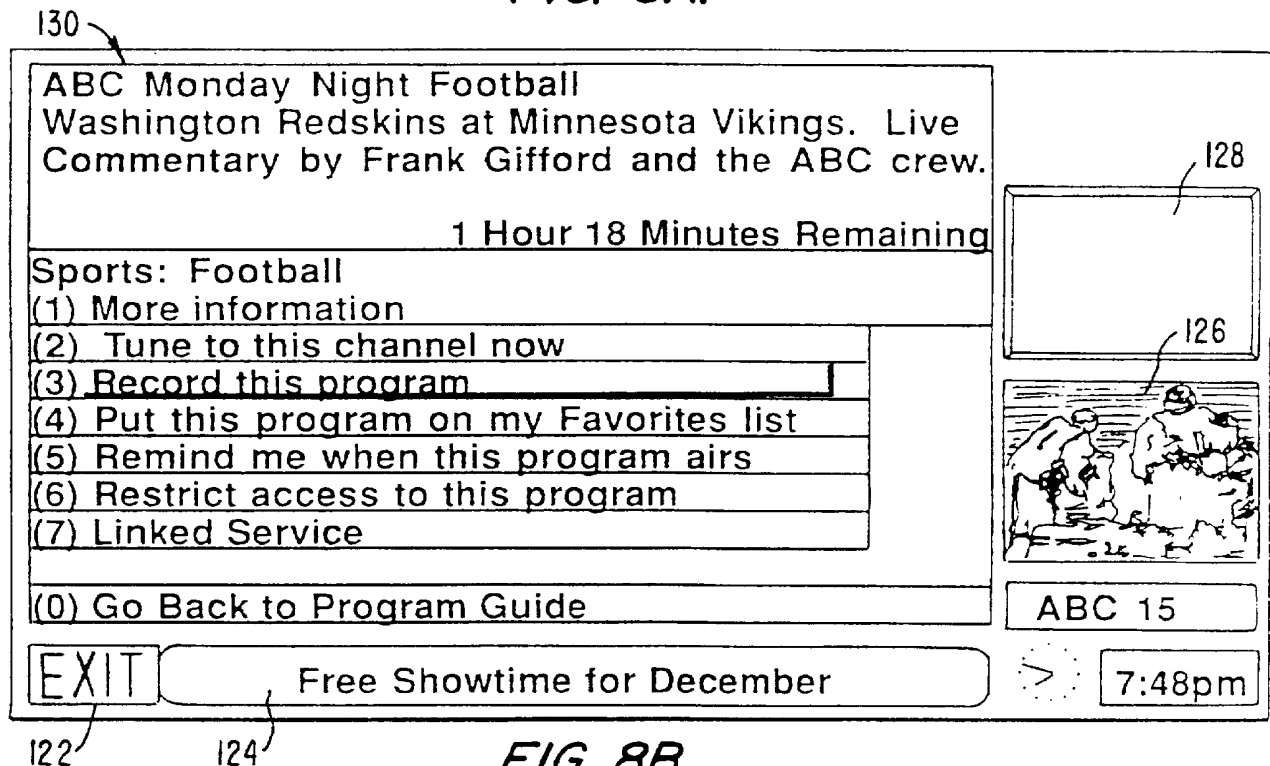 130
ABC Monday Night Football
Washington Redskins at Minnesota Vikings. Live
Commentary by Frank Gifford and the ABC crew.
1 Hour 18 Minutes Remaining
Sports: Football
(1) More information
(2) Tune to this channel now
(3) Record this program
(4) Put this program on my Favorites list
(5) Remind me when this program airs
(6) Restrict access to this program
(7) Linked Service
(0) Go Back to Program Guide
128
126
ABC 15
EXIT
Free Showtime for December
7:48pm
122
124
FIG. 8B